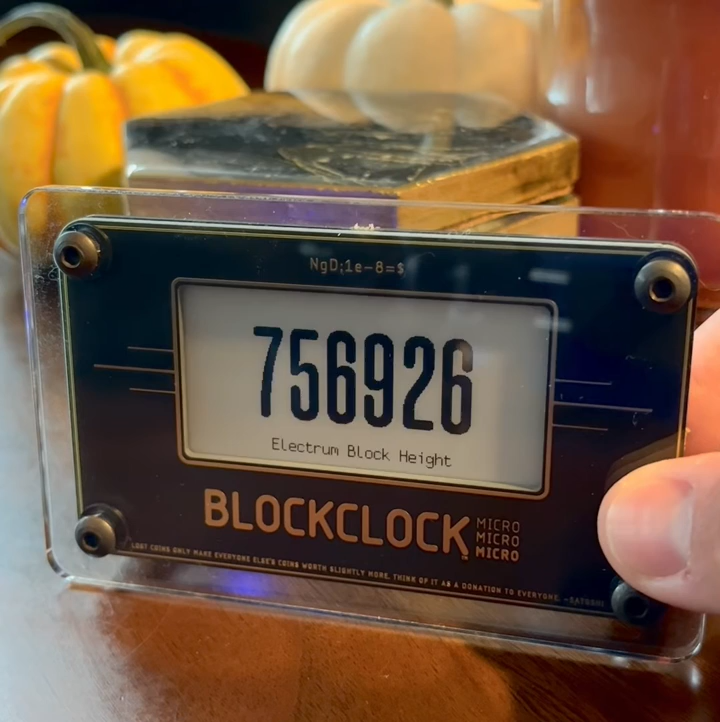 NgD;1e-8=$
756926
Electrum Block Height
BLOCKCLOCK
MICRO
MICRO
MICRO
LOST COINS ONLY MAKE EVERYONE ELSE'S COINS WORTH SLIGHTLY MORE. THINK OF IT AS A DONATION TO EVERYONE. -SATOSHI